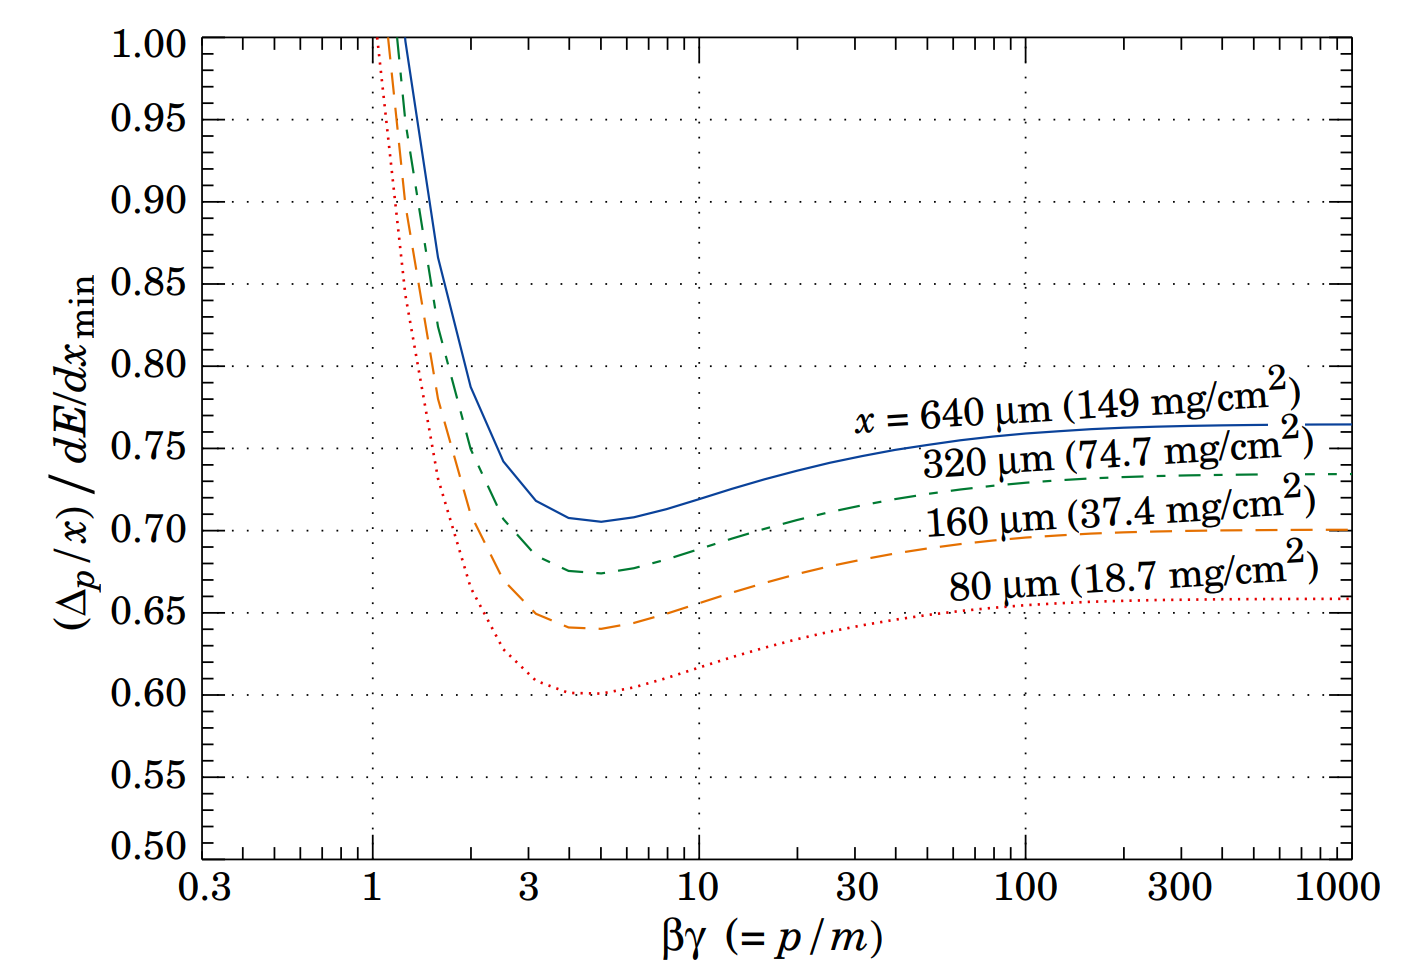 1.00
0.95
0.90
0.85
0.80
0.75
0.70
0.65
0.60
0.55
0.50
(Δp/x) / dE/dx min
x = 640 μm (149 mg/cm²)
320 μm (74.7 mg/cm²)
160 μm (37.4 mg/cm²)
80 μm (18.7 mg/cm²)
0.3 1 3 10 30 100 300 1000
βγ (= p/m)